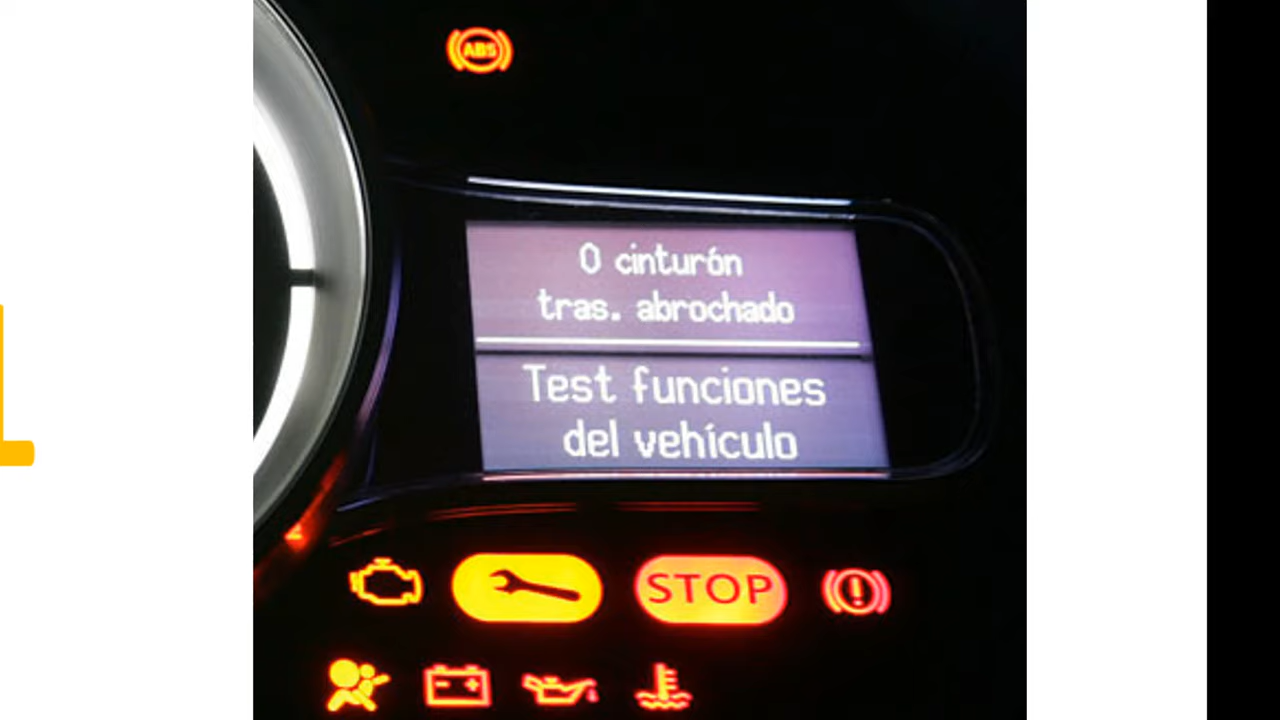 ABS
0 cinturón
tras. abrochado
Test funciones
del vehículo
STOP